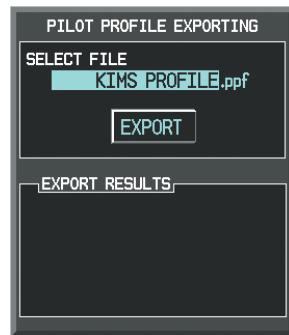 PILOT PROFILE EXPORTING
SELECT FILE
KIMS PROFILE.ppf
EXPORT
EXPORT RESULTS